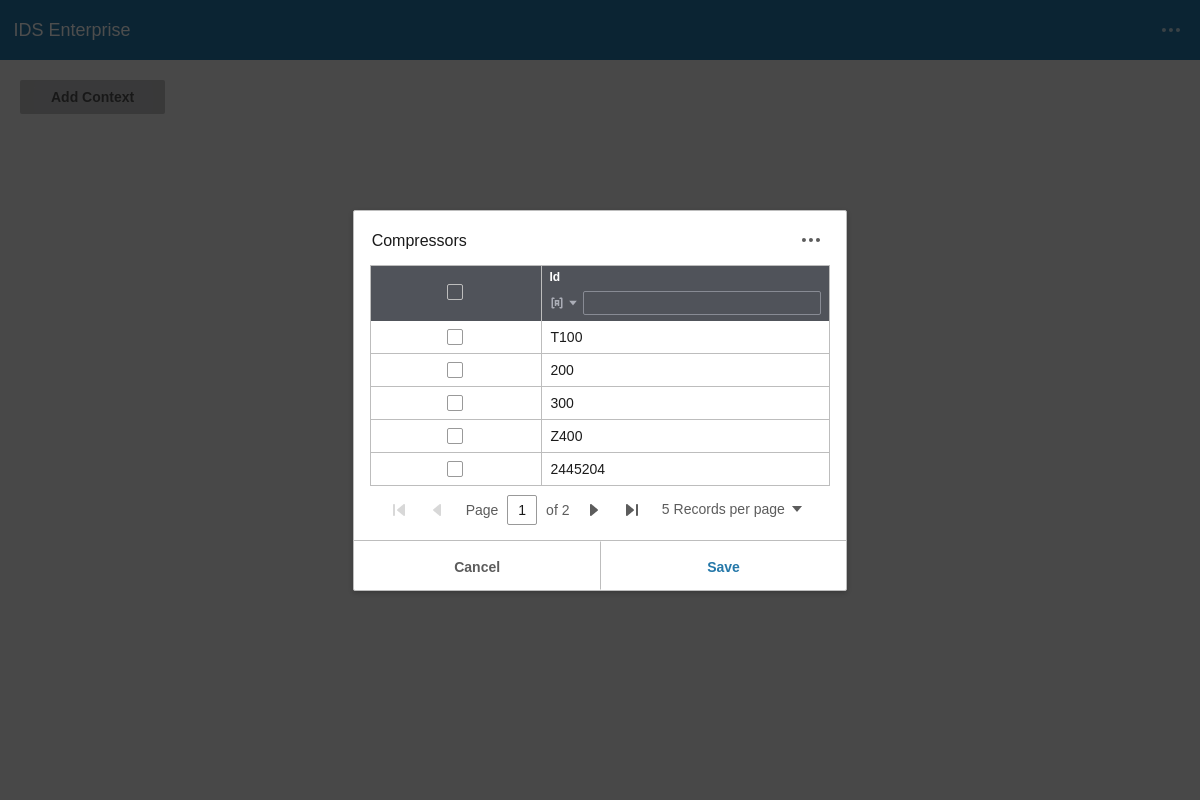 IDS Enterprise
Add Context
Compressors
Id
T100
200
300
Z400
2445204
Page 1 of 2 5 Records per page
Cancel Save